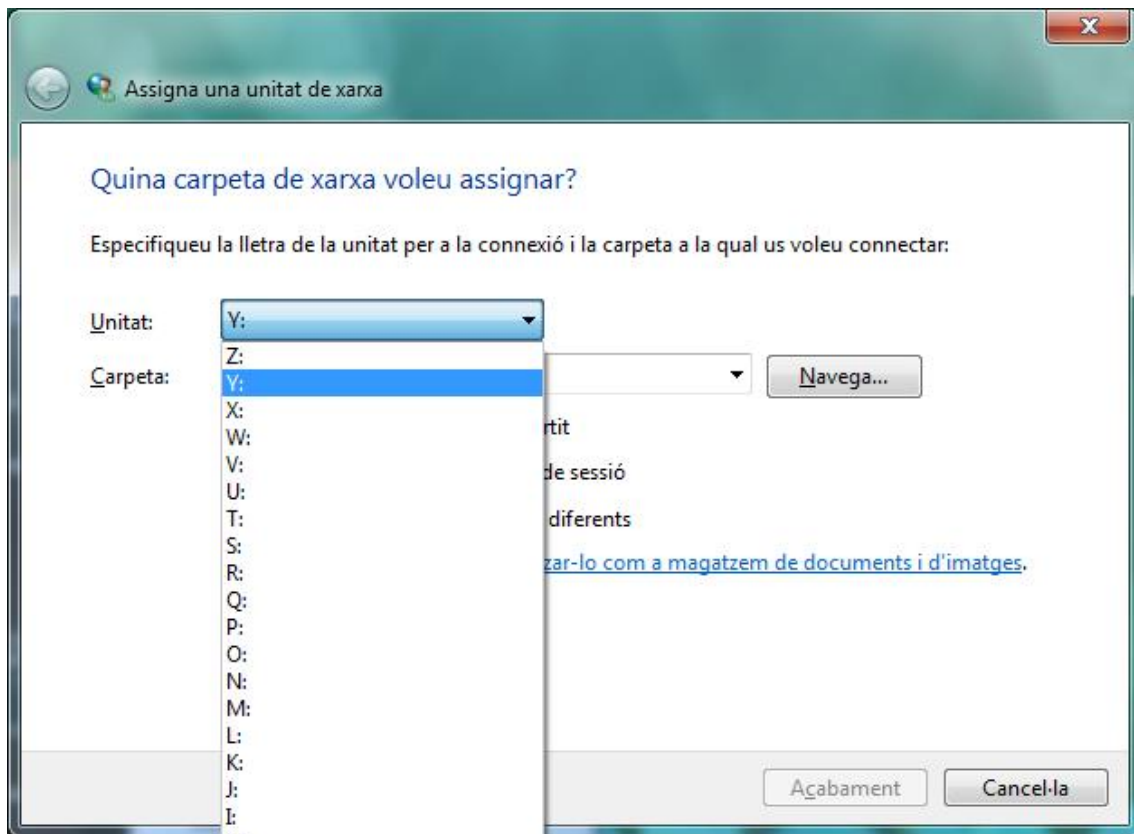 Assigna una unitat de xarxa
Quina carpeta de xarxa voleu assignar?
Especifiqueu la lletra de la unitat per a la connexió i la carpeta a la qual us voleu connectar:
Unitat: Y:
Z:
Carpeta: Y: Navega...
X:
rtit
W:
V: de sessió
U:
T: diferents
S:
R: zar-lo com a magatzem de documents i d'imatges.
Q:
P:
O:
N:
M:
L:
K:
J: Acabament Cancel·la
I: